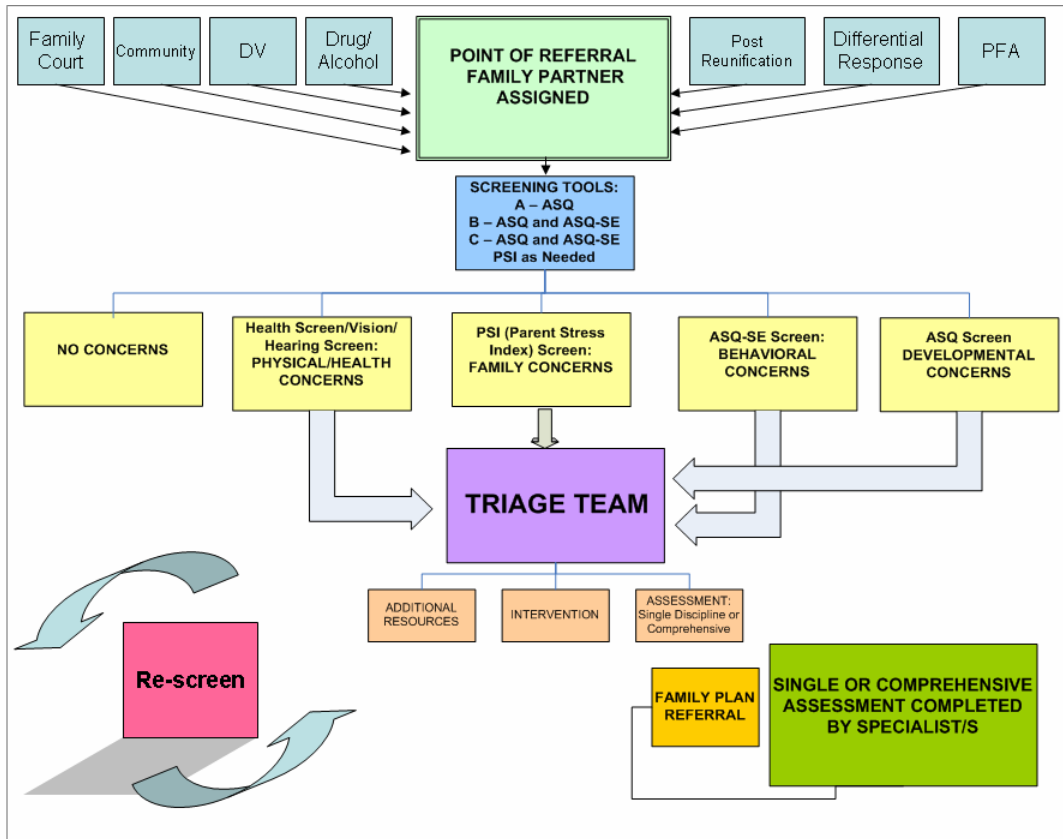 Family
Court
Community
DV
Drug/
Alcohol
POINT OF REFERRAL
FAMILY PARTNER
ASSIGNED
Post
Reunification
Differential
Response
PFA
SCREENING TOOLS:
A – ASQ
B – ASQ and ASQ-SE
C – ASQ and ASQ-SE
PSI as Needed
NO CONCERNS
Health Screen/Vision/
Hearing Screen:
PHYSICAL/HEALTH
CONCERNS
PSI (Parent Stress
Index) Screen:
FAMILY CONCERNS
ASQ-SE Screen:
BEHAVIORAL
CONCERNS
ASQ Screen
DEVELOPMENTAL
CONCERNS
TRIAGE TEAM
ADDITIONAL
RESOURCES
INTERVENTION
ASSESSMENT:
Single Discipline or
Comprehensive
Re-screen
FAMILY PLAN
REFERRAL
SINGLE OR COMPREHENSIVE
ASSESSMENT COMPLETED
BY SPECIALIST/S